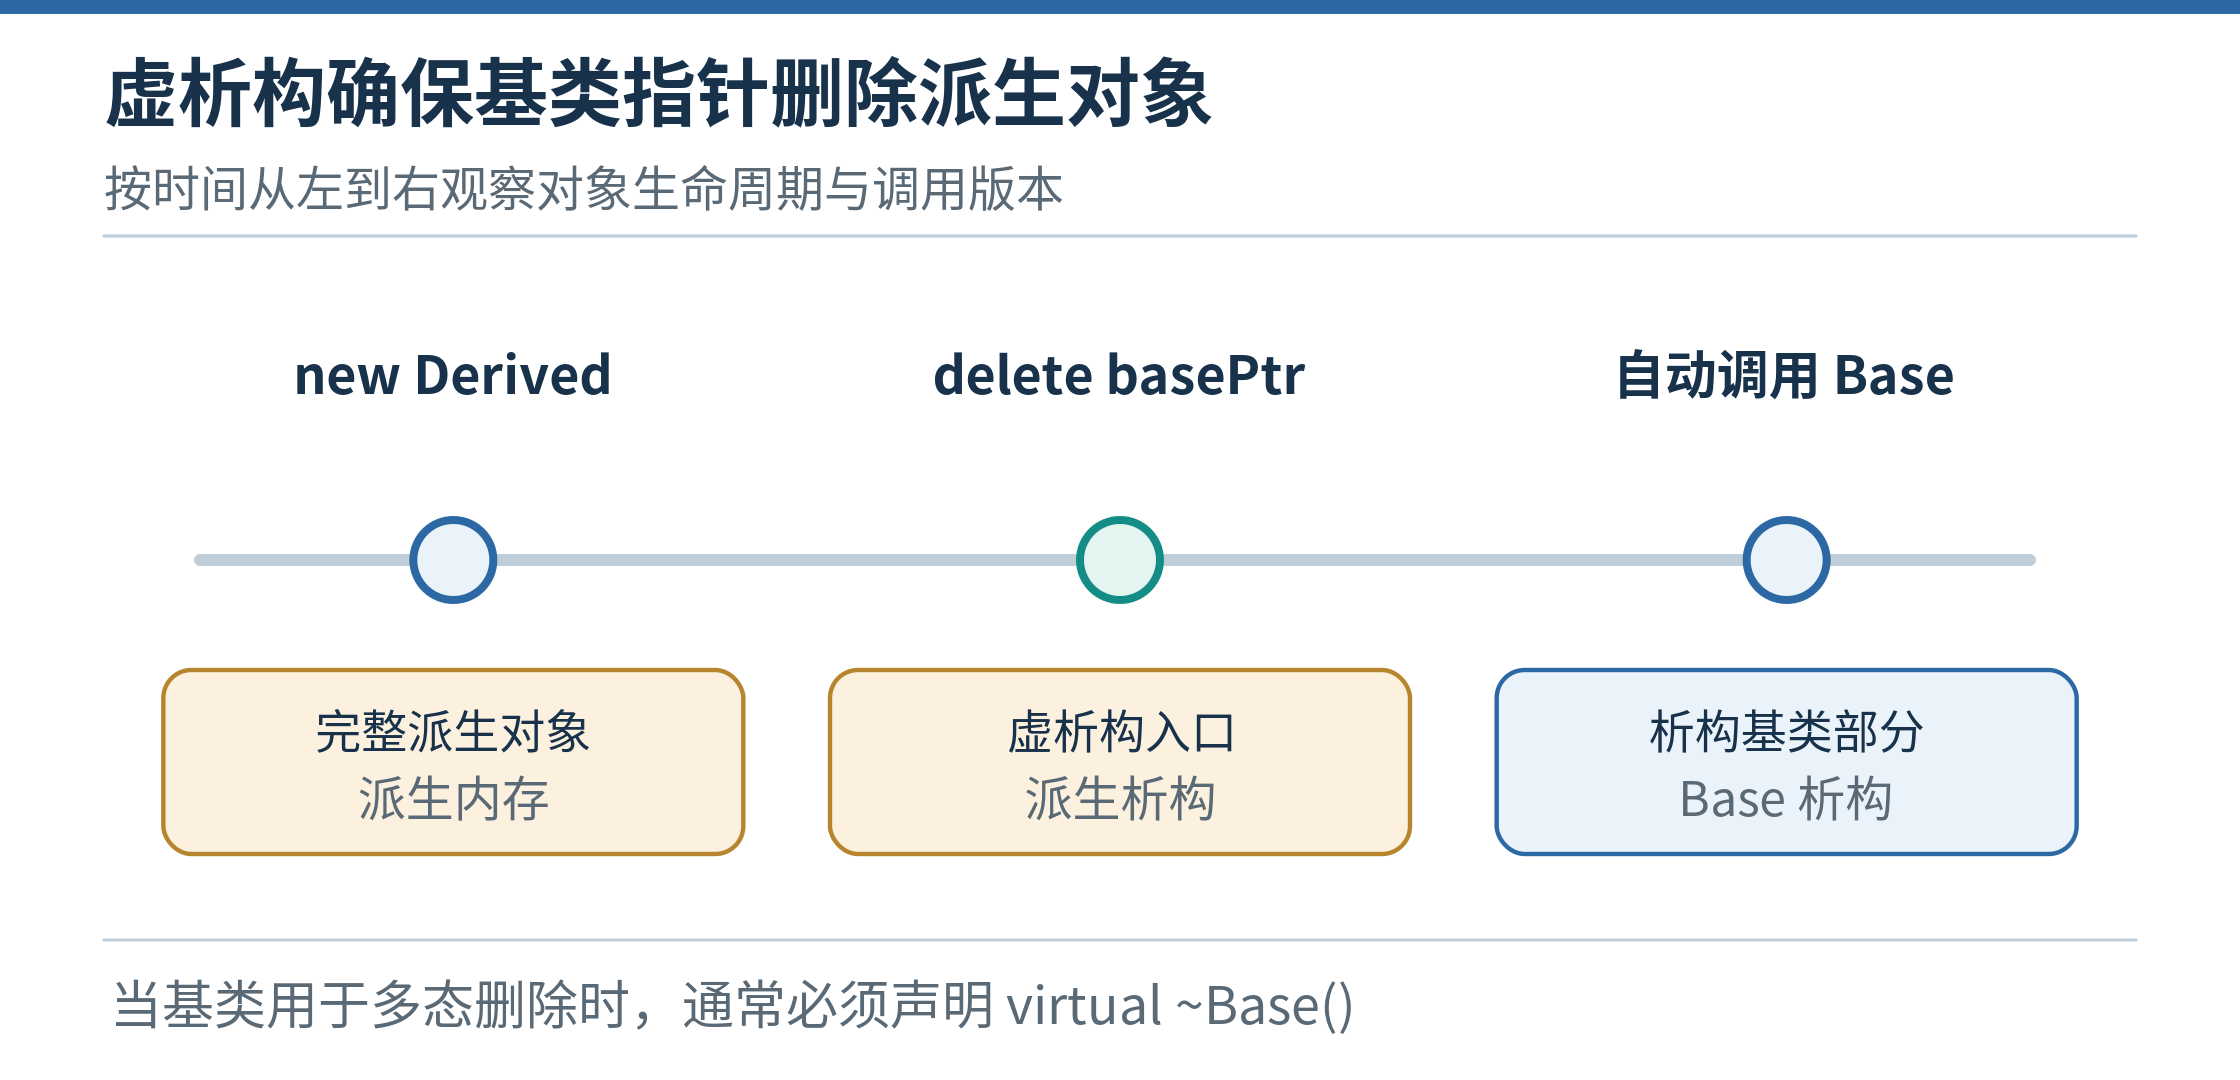 虚析构确保基类指针删除派生对象
按时间从左到右观察对象生命周期与调用版本
new Derived
delete basePtr
自动调用 Base
完整派生对象
派生内存
虚析构入口
派生析构
析构基类部分
Base 析构
当基类用于多态删除时，通常必须声明 virtual ~Base()